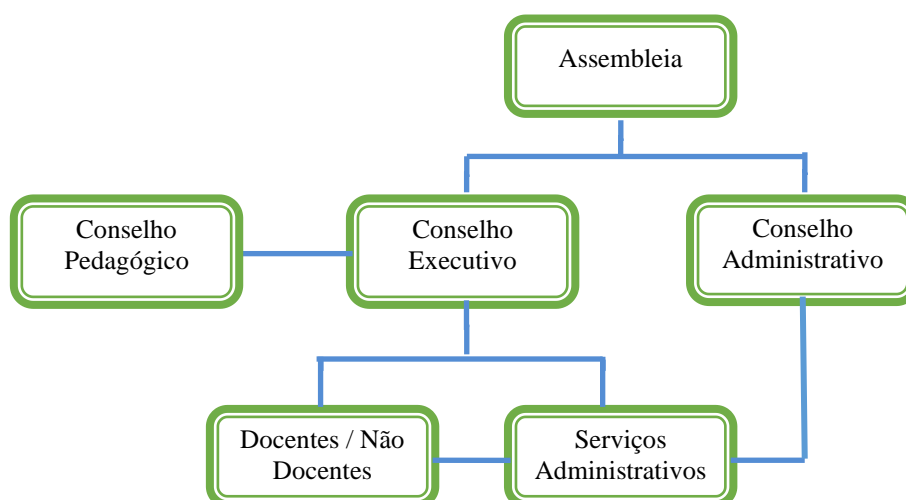 Assembleia
Conselho
Pedagógico
Conselho
Executivo
Conselho
Administrativo
Docentes / Não
Docentes
Serviços
Administrativos